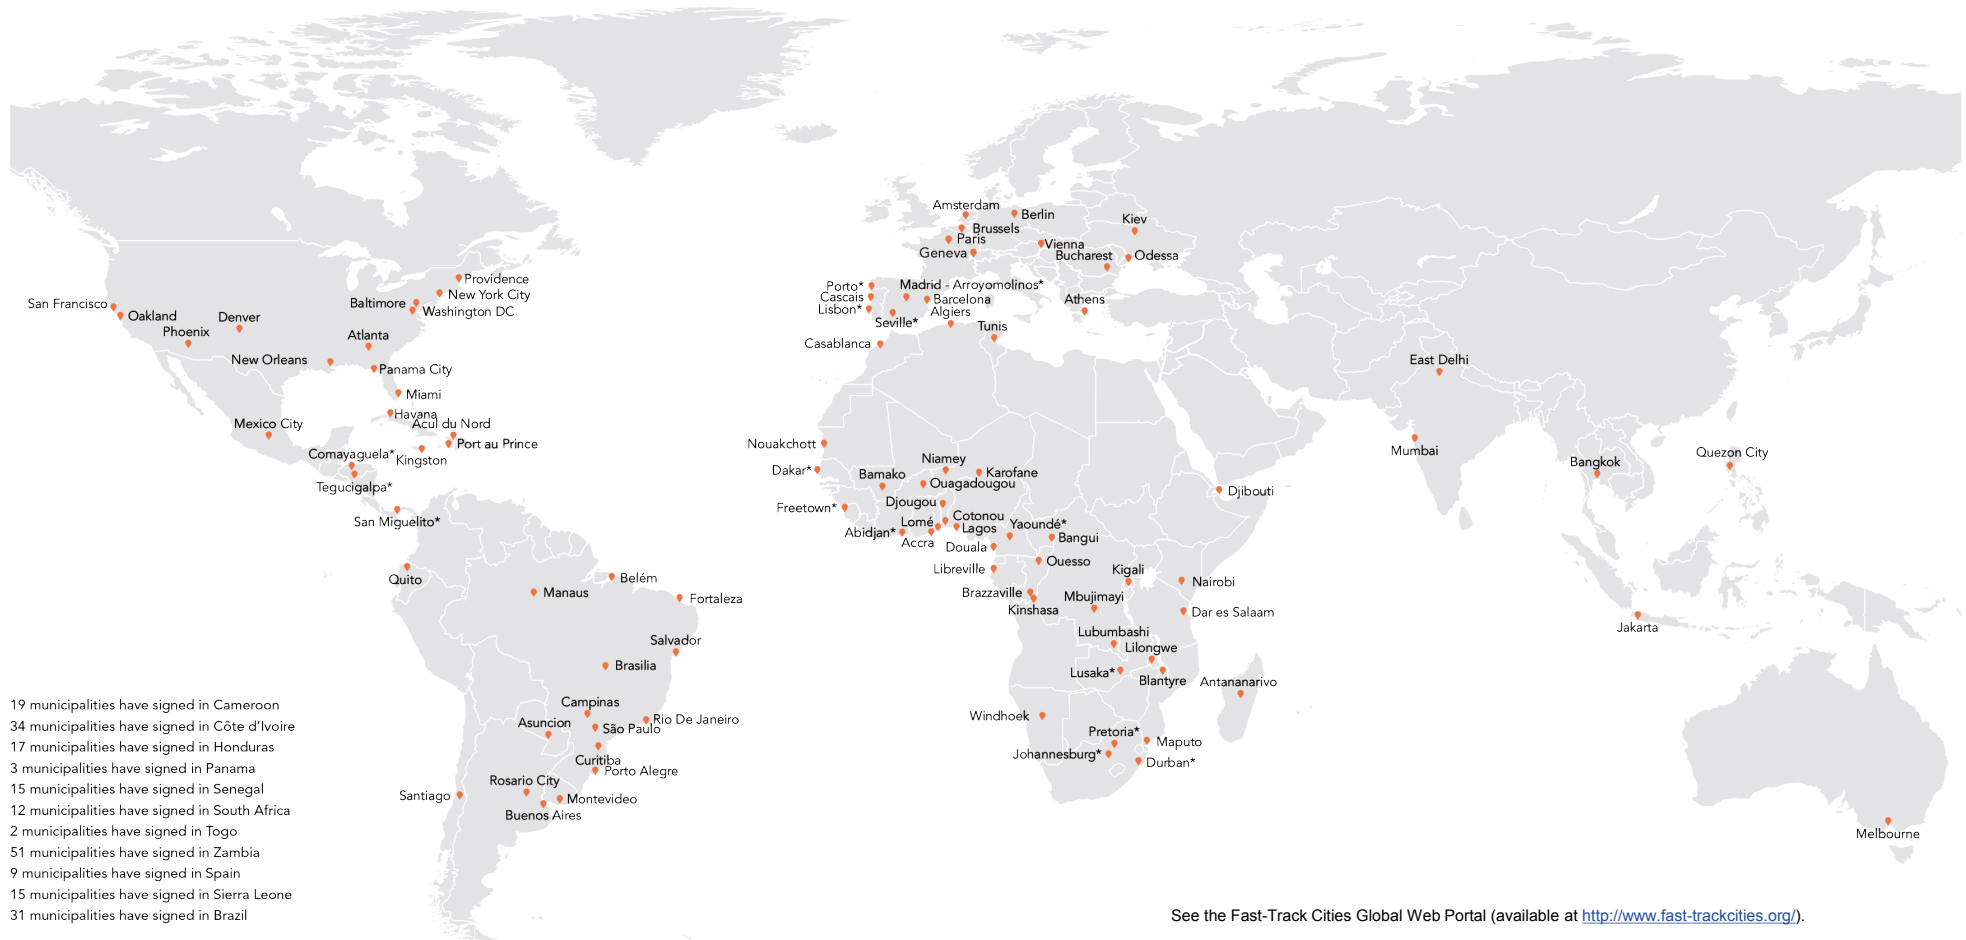 Amsterdam
Berlin
Kiev
Brussels
Paris
Vienna
Geneva
Bucharest
Odessa
Providence
Porto*
Madrid - Arroyomolinos*
New York City
Cascais
Barcelona
Athens
San Francisco
Baltimore
Lisbon*
Algiers
Oakland
Denver
Washington DC
Seville*
Tunis
Phoenix
Atlanta
Casablanca
New Orleans
Panama City
East Delhi
Miami
Havana
Mexico City
Acul du Nord
Port au Prince
Nouakchott
Mumbai
Quezon City
Comayaguela*
Kingston
Niamey
Bangkok
Dakar*
Bamako
Karofane
Tegucigalpa*
Ouagadougou
Djibouti
Djougou
Freetown*
San Miguelito*
Lomé
Cotonou
Yaoundé*
Abidjan*
Lagos
Accra
Douala
Bangui
Ouesso
Libreville
Kigali
Quito
Belém
Nairobi
Manaus
Brazzaville
Mbujimayi
Fortaleza
Kinshasa
Dar es Salaam
Jakarta
Salvador
Lubumbashi
Lilongwe
Brasilia
Lusaka*
Blantyre
Antananarivo
Campinas
Windhoek
Asuncion
Rio De Janeiro
São Paulo
Pretoria*
Maputo
Johannesburg*
Durban*
Curitiba
Porto Alegre
Rosario City
Santiago
Montevideo
Buenos Aires
Melbourne
19 municipalities have signed in Cameroon
34 municipalities have signed in Côte d’Ivoire
17 municipalities have signed in Honduras
3 municipalities have signed in Panama
15 municipalities have signed in Senegal
12 municipalities have signed in South Africa
2 municipalities have signed in Togo
51 municipalities have signed in Zambia
9 municipalities have signed in Spain
15 municipalities have signed in Sierra Leone
31 municipalities have signed in Brazil
See the Fast-Track Cities Global Web Portal (available at http://www.fast-trackcities.org/).